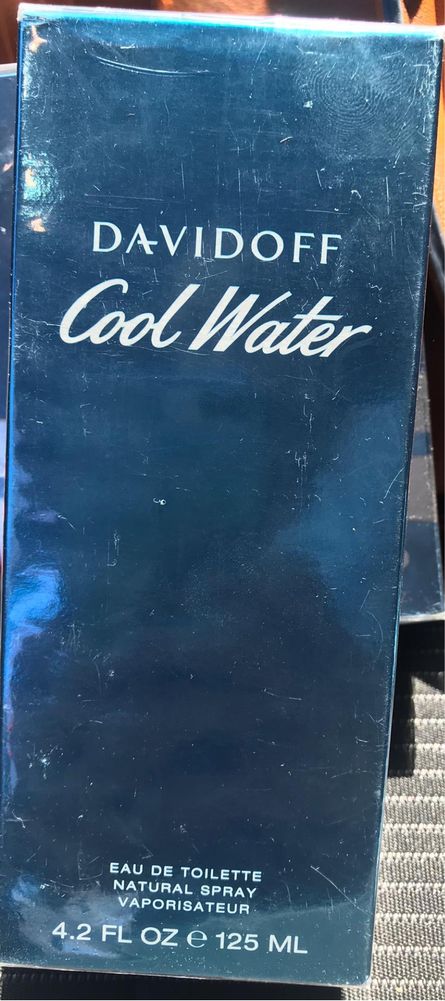 DAVIDOFF
Cool Water
EAU DE TOILETTE
NATURAL SPRAY
VAPORISATEUR
4.2 FL OZ ℮ 125 ML